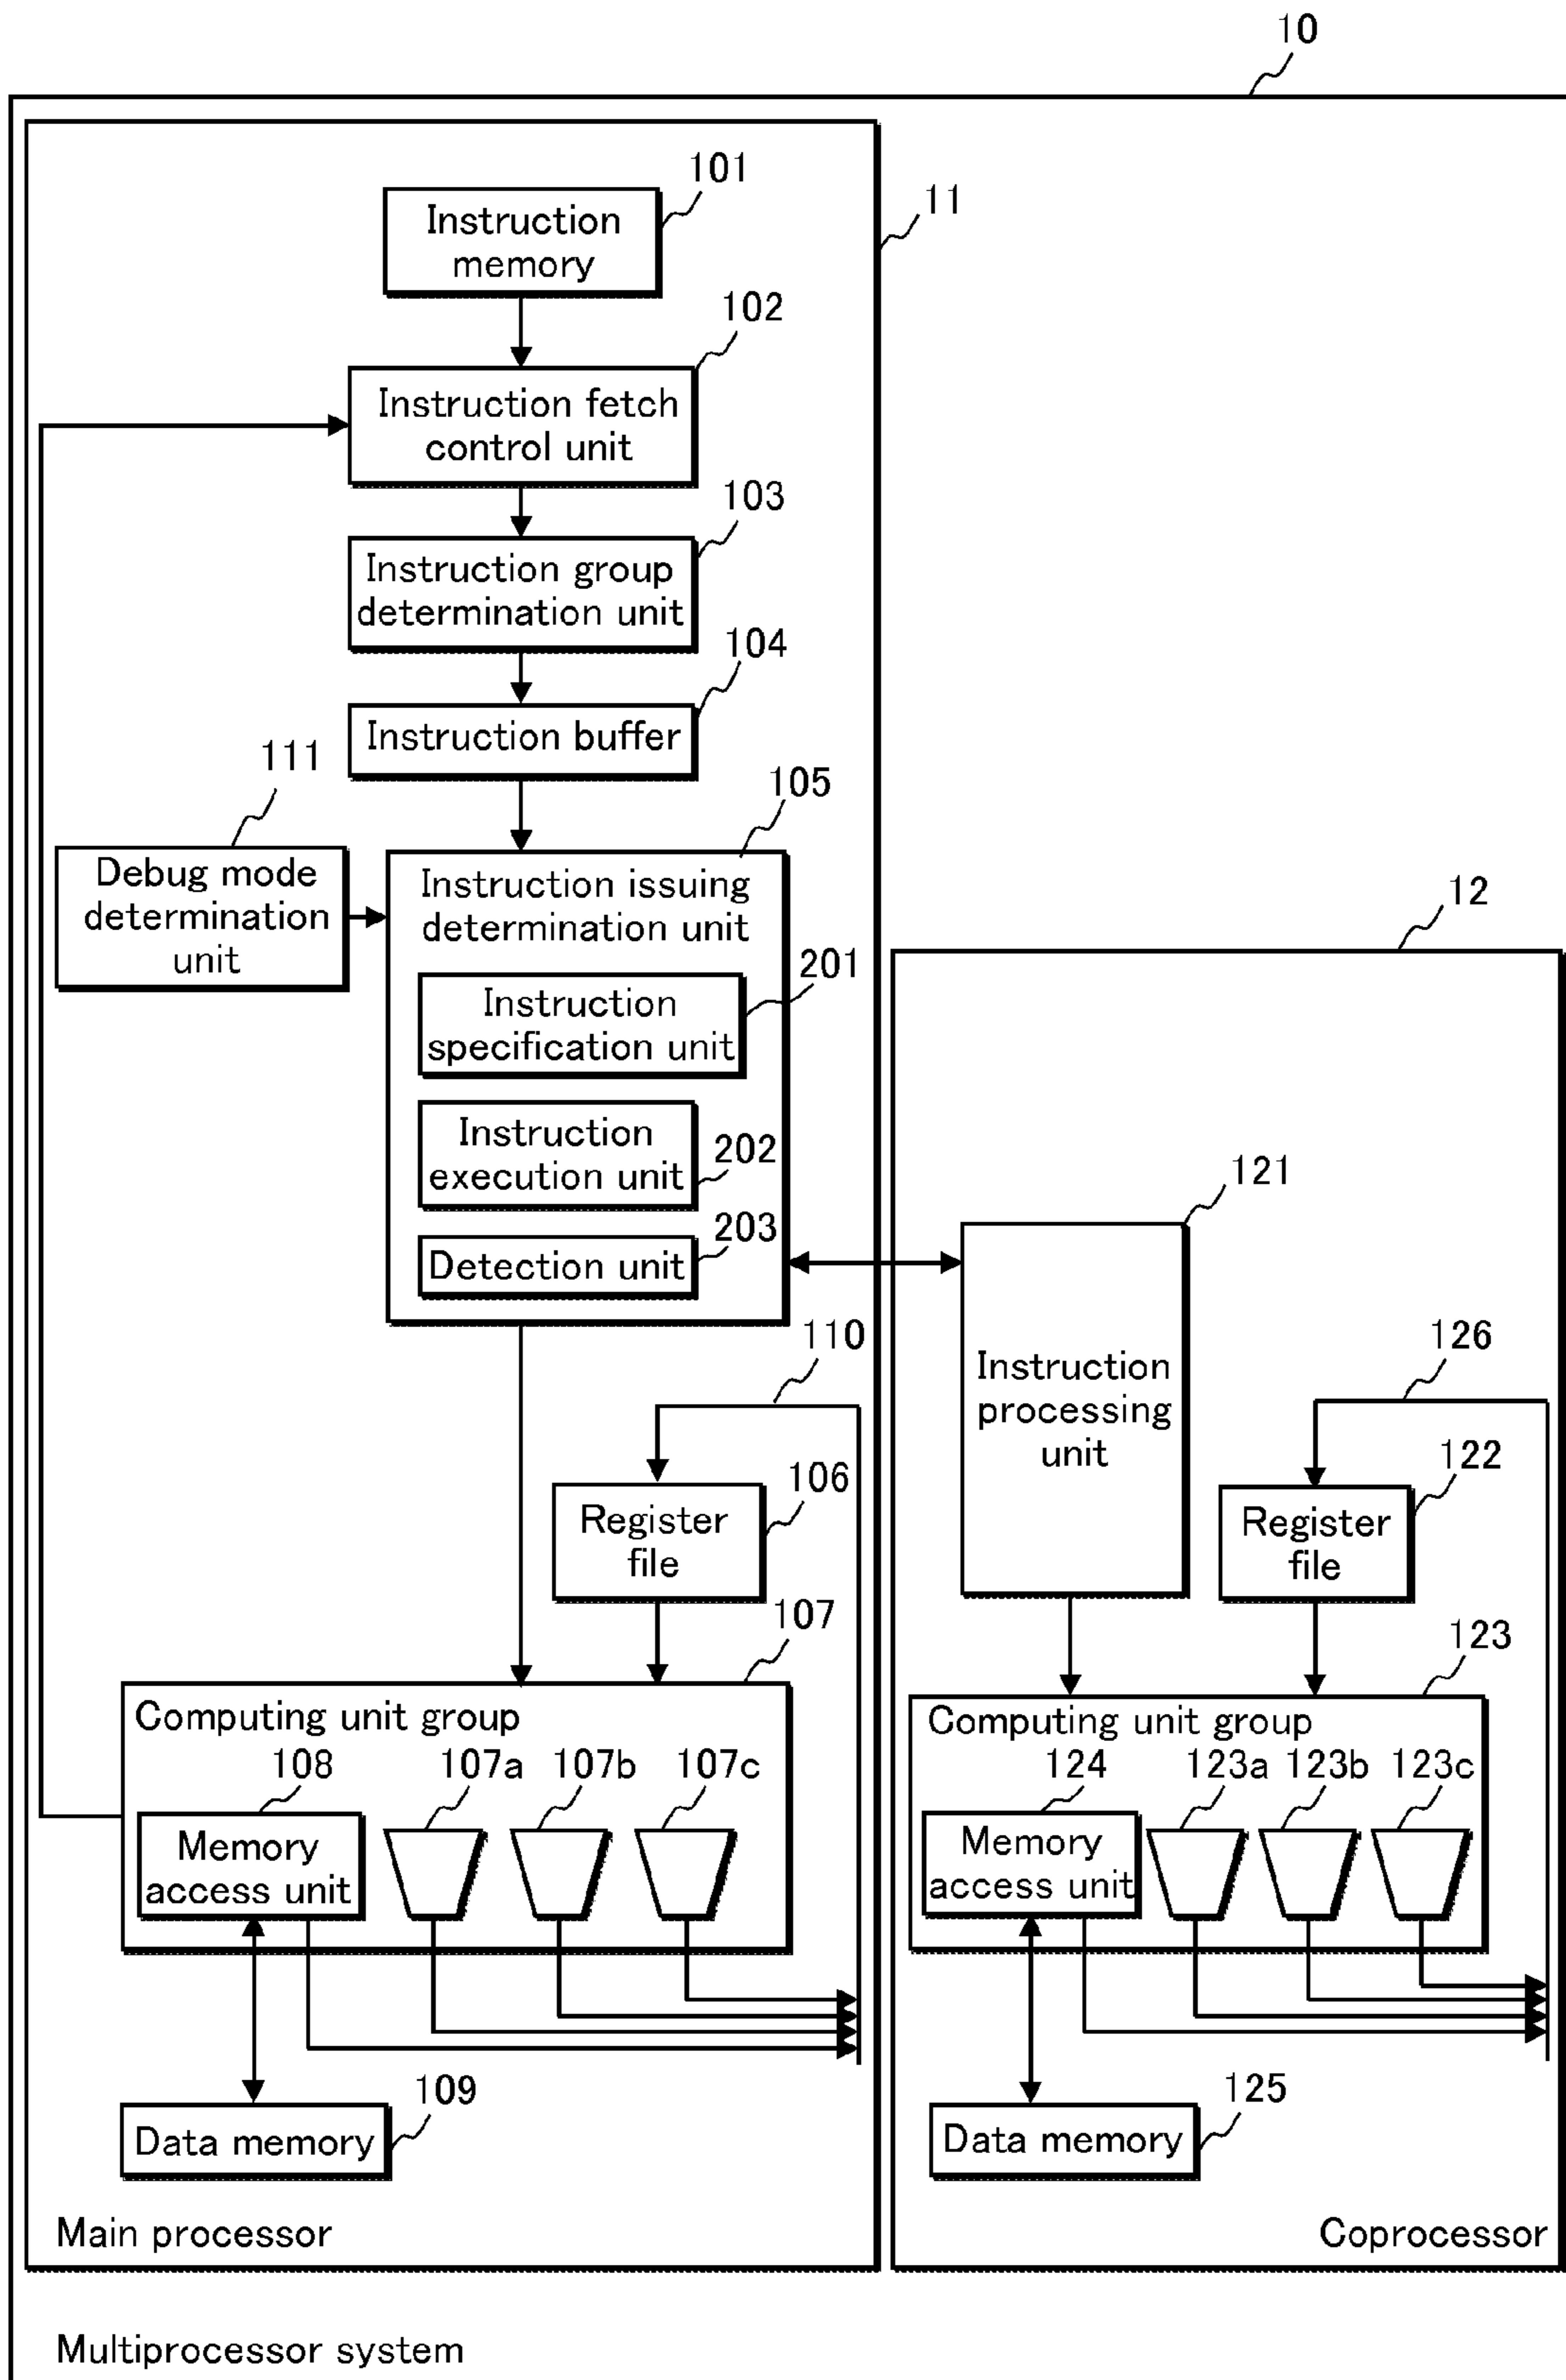 10
101
11
Instruction
memory
102
Instruction fetch
control unit
103
Instruction group
determination unit
104
Instruction buffer
111
105
Debug mode
determination
unit
Instruction issuing
determination unit
12
201
Instruction
specification unit
Instruction
execution unit
202
121
203
Detection unit
110
126
Instruction
processing
unit
106
122
Register
file
Register
file
107
123
Computing unit group
Computing unit group
108
107a
107b
107c
124
123a
123b
123c
Memory
access unit
Memory
access unit
109
125
Data memory
Data memory
Main processor
Coprocessor
Multiprocessor system